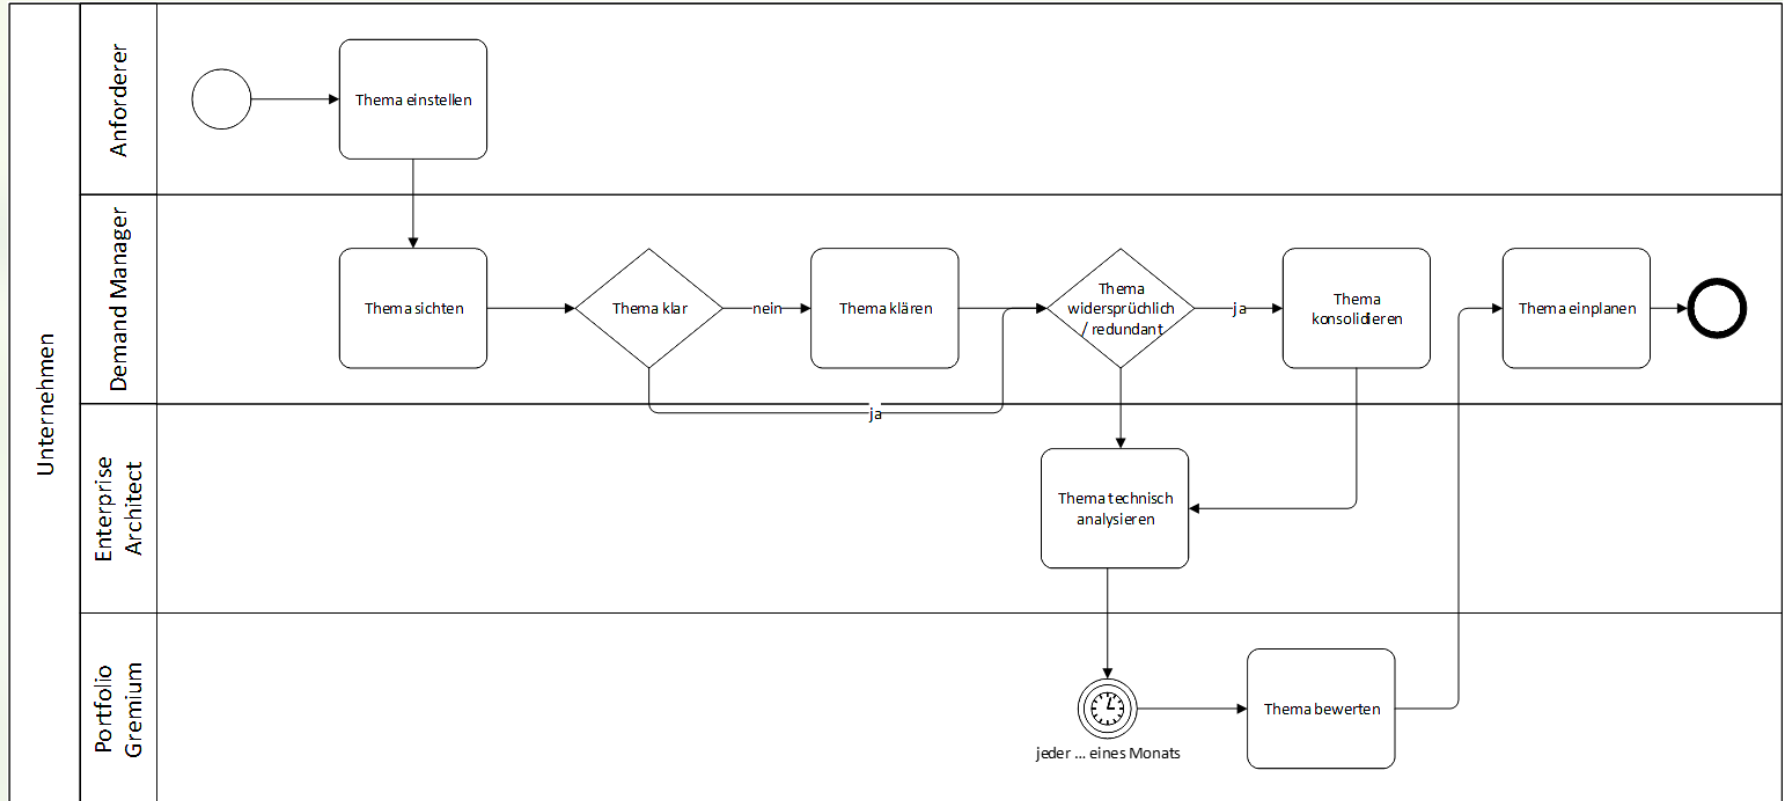 Unternehmen
Anforderer
Thema einstellen
Demand Manager
Thema sichten
Thema klar
nein
ja
Thema klären
Thema
widersprüchlich
/ redundant
ja
Thema
konsolidieren
Thema einplanen
Enterprise
Architect
Thema technisch
analysieren
Portfolio
Gremium
jeder ... eines Monats
Thema bewerten